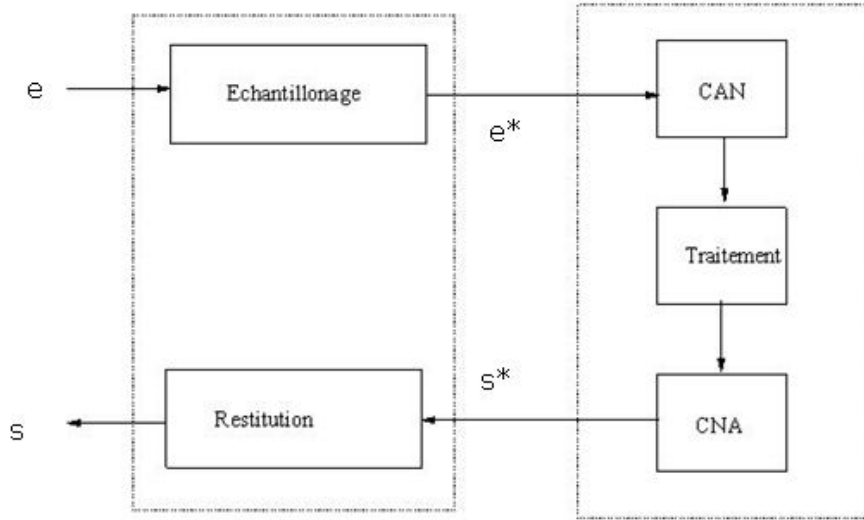 e
Echantillonage
e*
CAN
Traitement
CNA
s*
Restitution
s